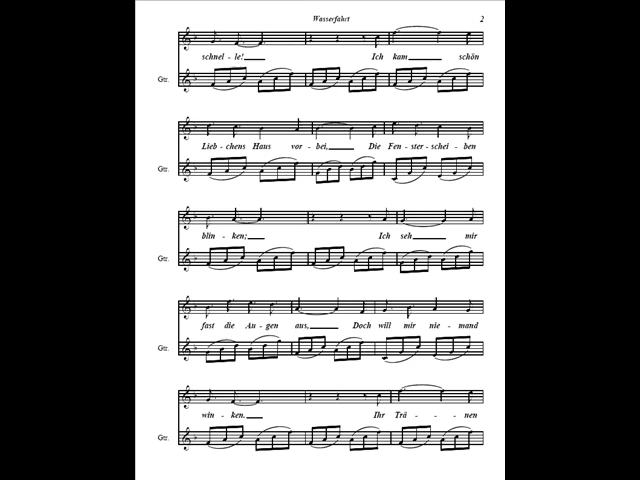 Wasserfahrt 2
schnel - le! Ich kam schön
Gtr.
Lieb - chens Haus vor - bei, Die Fen - ster - schei - ben
Gtr.
blin - ken; Ich seh mir
Gtr.
fast die Au - gen aus, Doch will mir nie - mand
Gtr.
win - ken. Ihr Trä - - nen
Gtr.